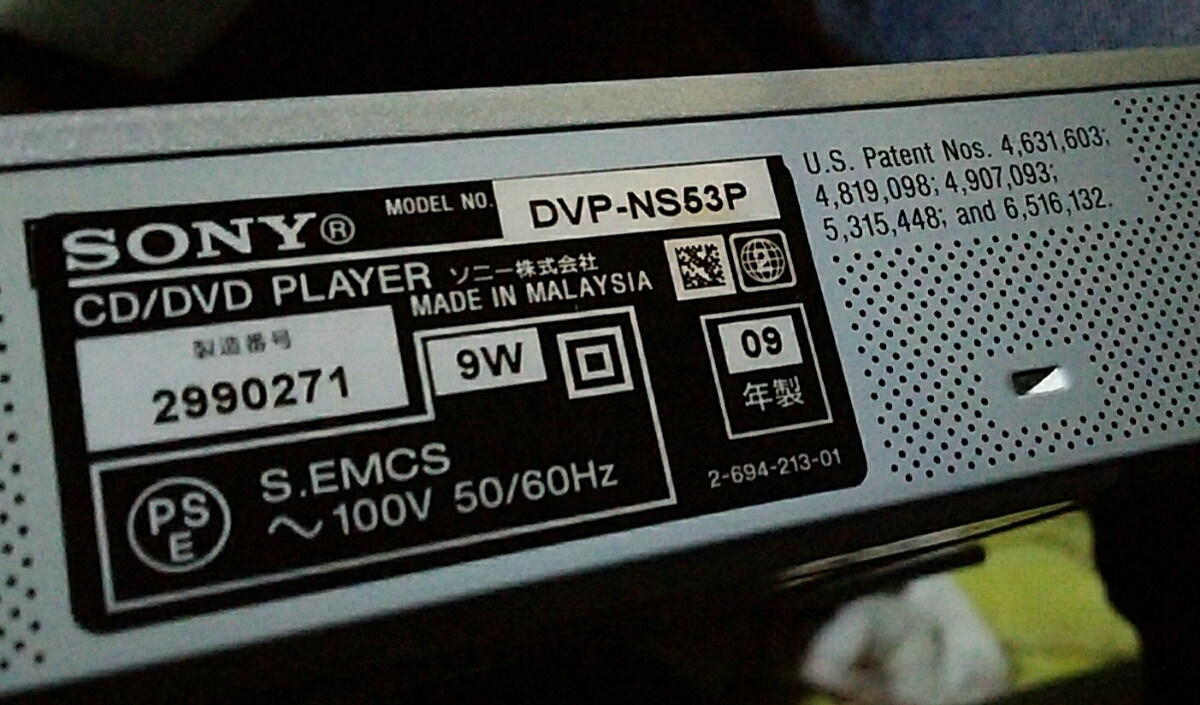 SONY®
MODEL NO. DVP-NS53P
CD/DVD PLAYER ソニー株式会社
MADE IN MALAYSIA
2
製造番号
2990271
9W
09
年製
PSE
S.EMCS
〜100V 50/60Hz
2-694-213-01
U.S. Patent Nos. 4,631,603;
4,819,098; 4,907,093;
5,315,448; and 6,516,132.